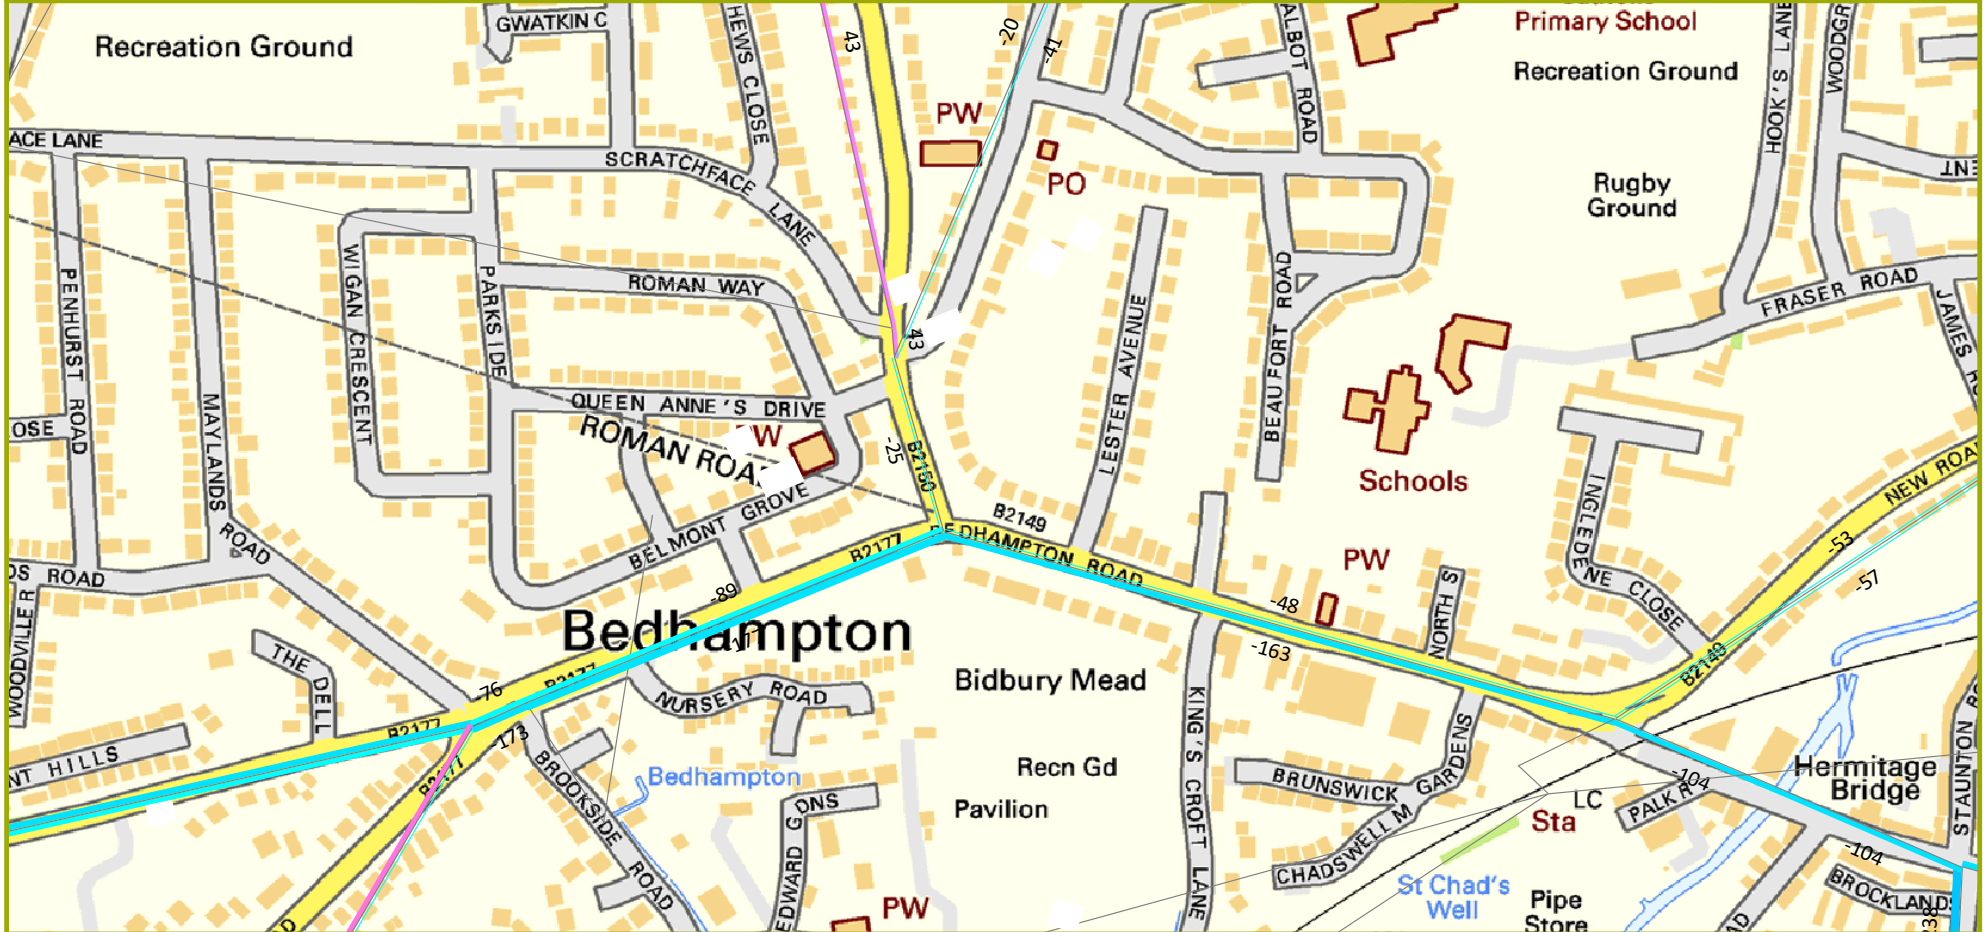 GWATKIN C
HEWS CLOSE
43
-20
-41
ALBOT ROAD
Primary School
HOOK'S LANE
WOODGR
Recreation Ground
Recreation Ground
PW
ACE LANE
SCRATCHFACE LANE
PO
Rugby
Ground
PENHURST ROAD
WIGAN CRESCENT
PARKSIDE
ROMAN WAY
BEAUFORT ROAD
FRASER ROAD
JAMES R
43
LESTER AVENUE
MAYLANDS ROAD
QUEEN ANNE'S DRIVE
OSE
ROMAN ROA
W
-25
B2150
Schools
NEW ROA
INGLEDENE CLOSE
BELMONT GROVE
B2149
BEDHAMPTON ROAD
B2177
-53
-57
PW
DS ROAD
-89
-48
NORTH S
WOODVILLE R
Bedhampton
-177
-163
B2149
THE DELL
-76
B2177
B2177
NURSERY ROAD
Bidbury Mead
KING'S CROFT LANE
NT HILLS
-173
B2177
BROOKSIDE ROAD
Bedhampton
Recn Gd
BRUNSWICK GARDENS
-104
Hermitage
Bridge
STAUNTON RO
EDWARD GDNS
Pavilion
LC
PALK R
Sta
CHADSWELL M
-104
St Chad's
Well
Pipe
Store
BROCKLANDS
PW
D
AD
238